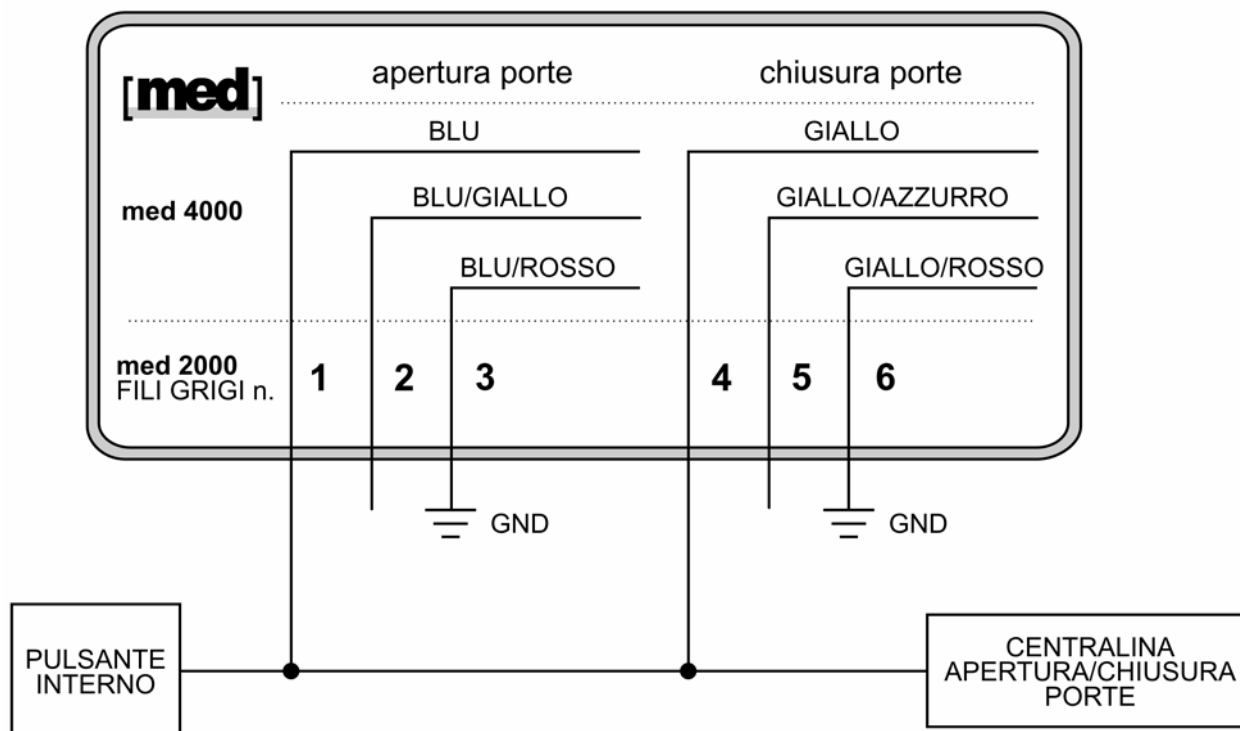 [med]
apertura porte
chiusura porte
BLU
GIALLO
med 4000
BLU/GIALLO
GIALLO/AZZURRO
BLU/ROSSO
GIALLO/ROSSO
med 2000
FILI GRIGI n.
1
2
3
4
5
6
GND
GND
PULSANTE
INTERNO
CENTRALINA
APERTURA/CHIUSURA
PORTE